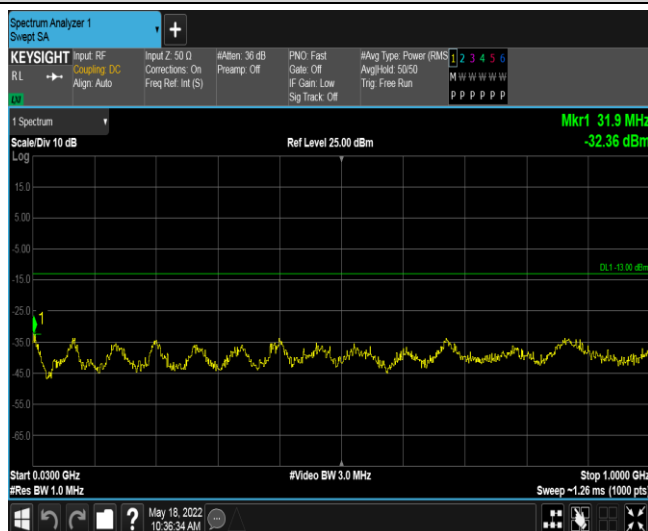 Spectrum Analyzer 1
Swept SA
+
KEYSIGHT
RL
LXI
Input: RF
Coupling: DC
Align: Auto
Input Z: 50 Ω
Corrections: On
Freq Ref: Int (S)
#Atten: 36 dB
Preamp: Off
PNO: Fast
Gate: Off
IF Gain: Low
Sig Track: Off
#Avg Type: Power (RMS
Avg|Hold: 50/50
Trig: Free Run
1 2 3 4 5 6
M W W W W W
P P P P P P
1 Spectrum
Mkr1 31.9 MHz
Scale/Div 10 dB
Ref Level 25.00 dBm
-32.36 dBm
Log
15.0
5.00
-5.00
DL1 -13.00 dBm
-15.0
-25.0
1
-35.0
-45.0
-55.0
-65.0
Start 0.0300 GHz
#Video BW 3.0 MHz
Stop 1.0000 GHz
#Res BW 1.0 MHz
Sweep ~1.26 ms (1000 pts)
?
May 18, 2022
10:36:34 AM